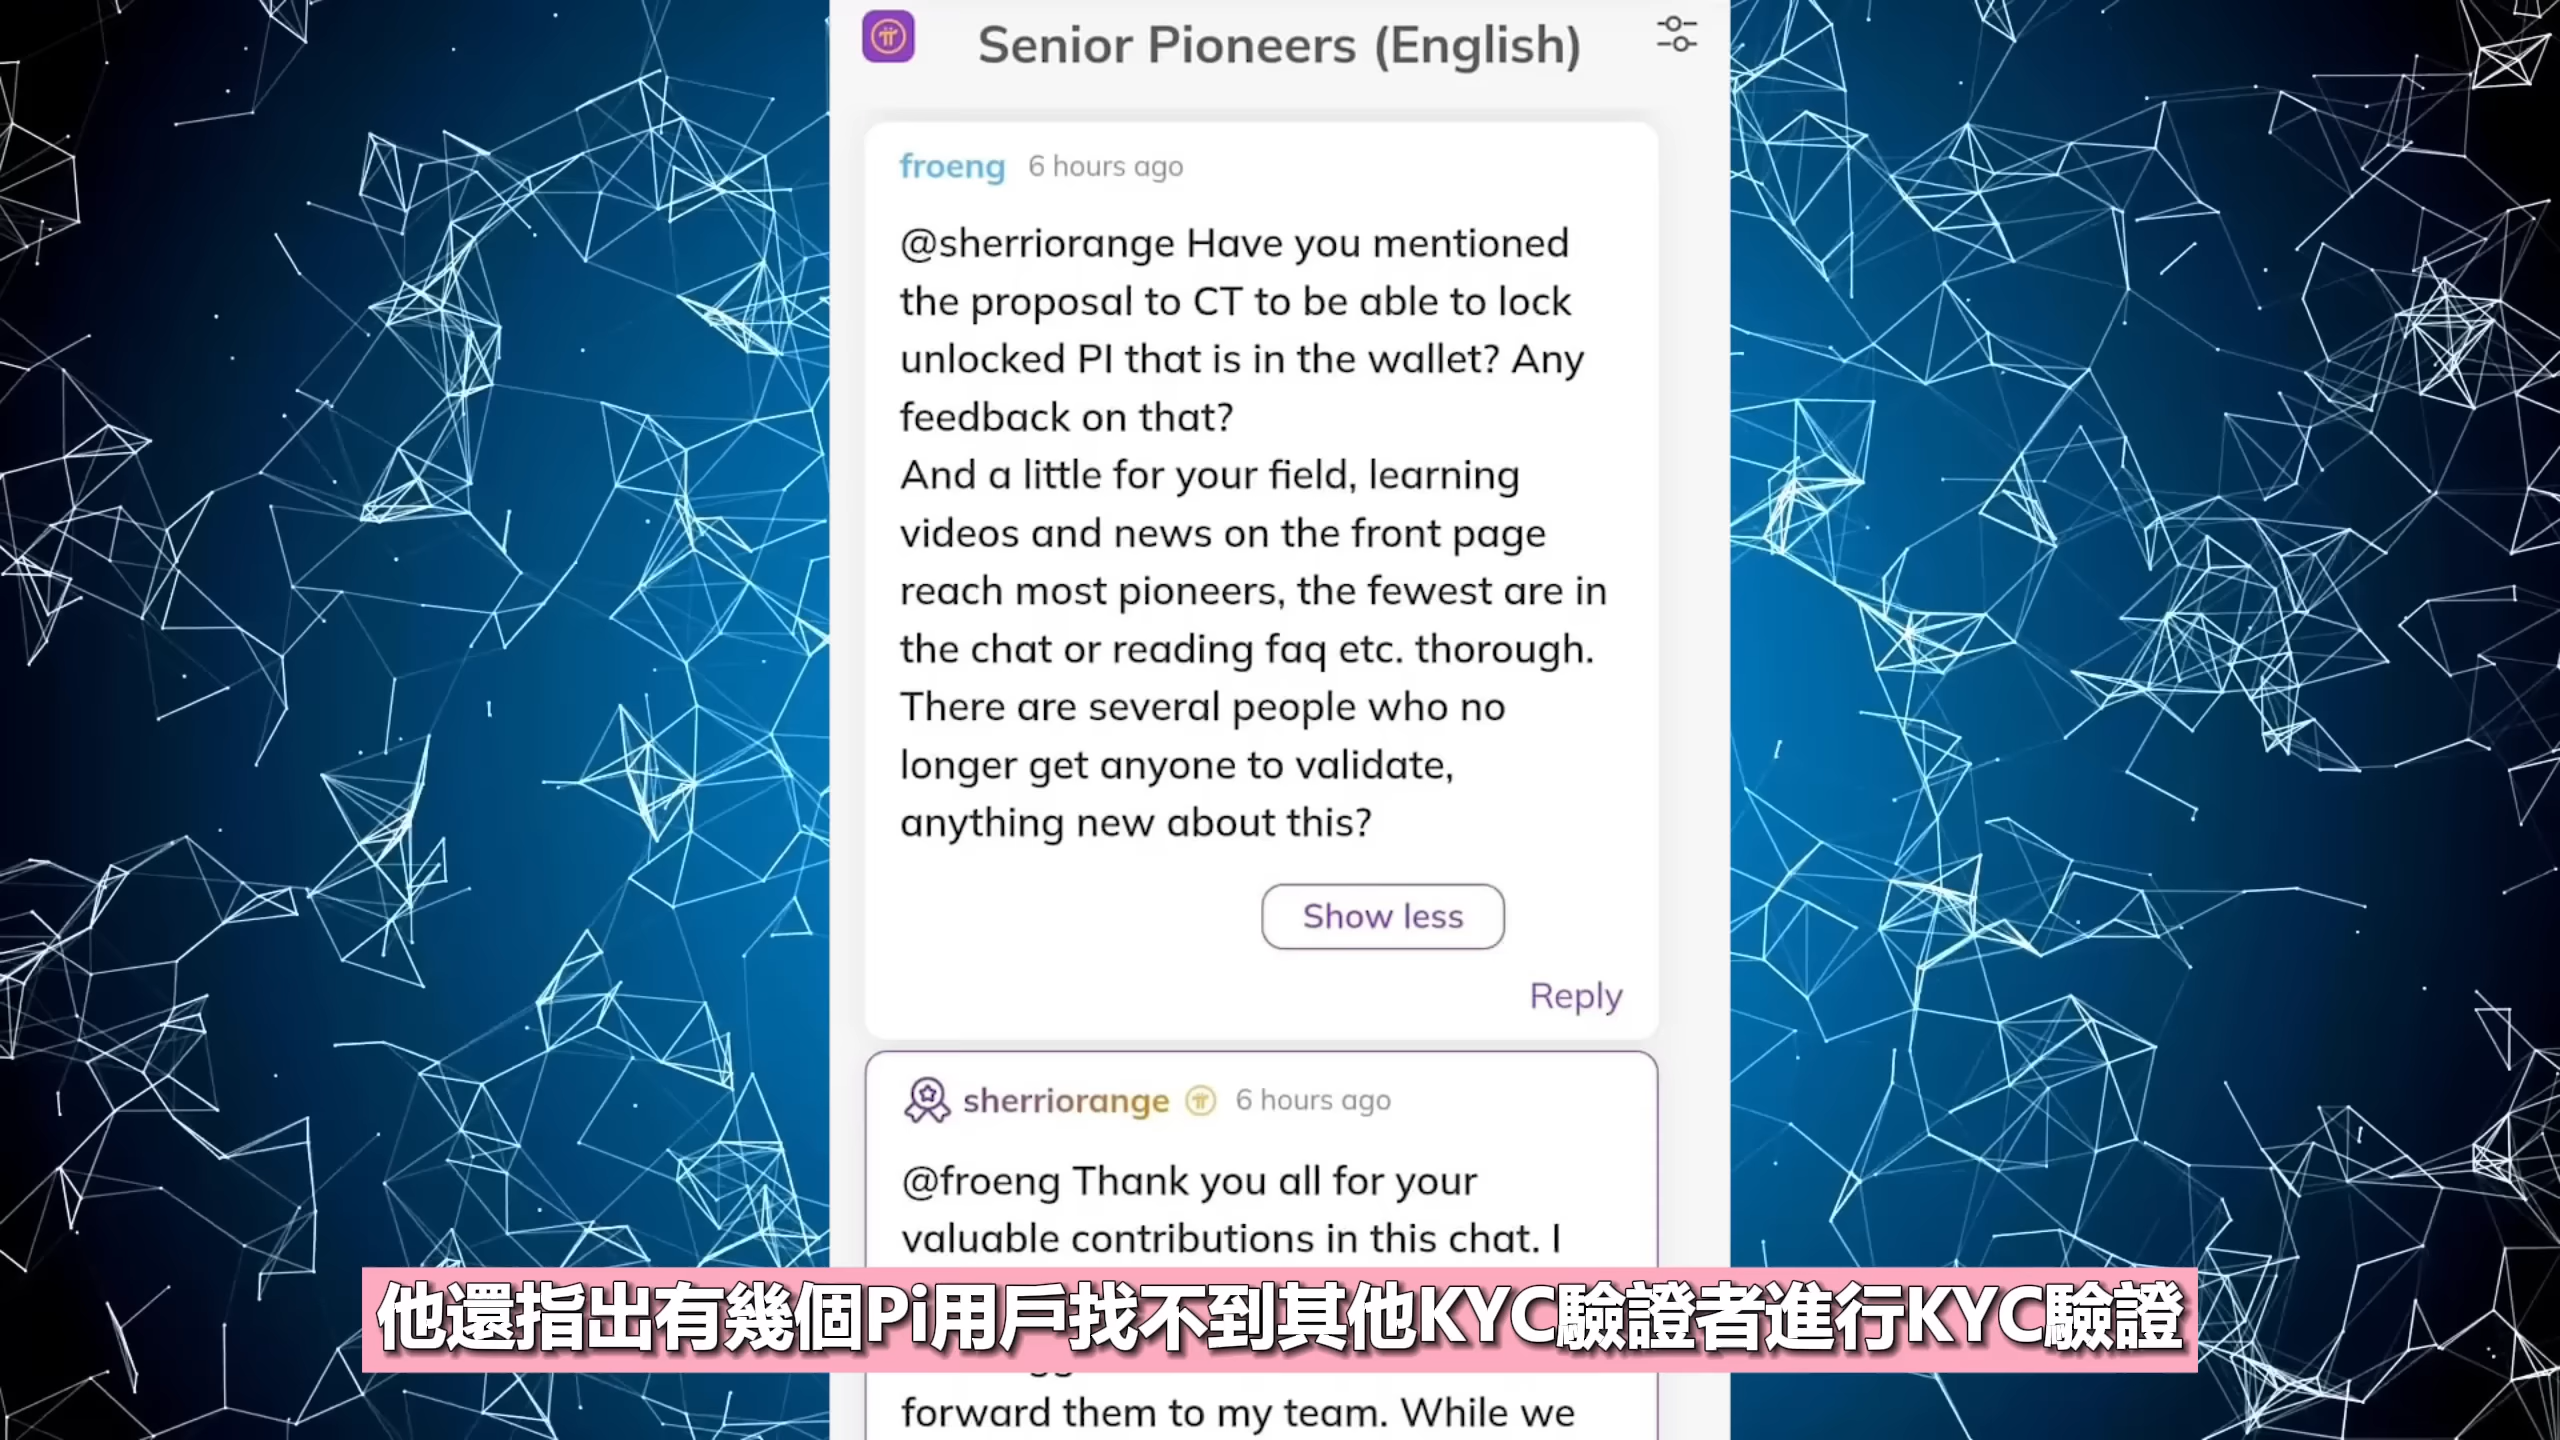 Senior Pioneers (English)
froeng 6 hours ago
@sherriorange Have you mentioned
the proposal to CT to be able to lock
unlocked PI that is in the wallet? Any
feedback on that?
And a little for your field, learning
videos and news on the front page
reach most pioneers, the fewest are in
the chat or reading faq etc. thorough.
There are several people who no
longer get anyone to validate,
anything new about this?
Show less
Reply
sherriorange 6 hours ago
@froeng Thank you all for your
valuable contributions in this chat. I
他還指出有幾個Pi用戶找不到其他KYC驗證者進行KYC驗證
forward them to my team. While we